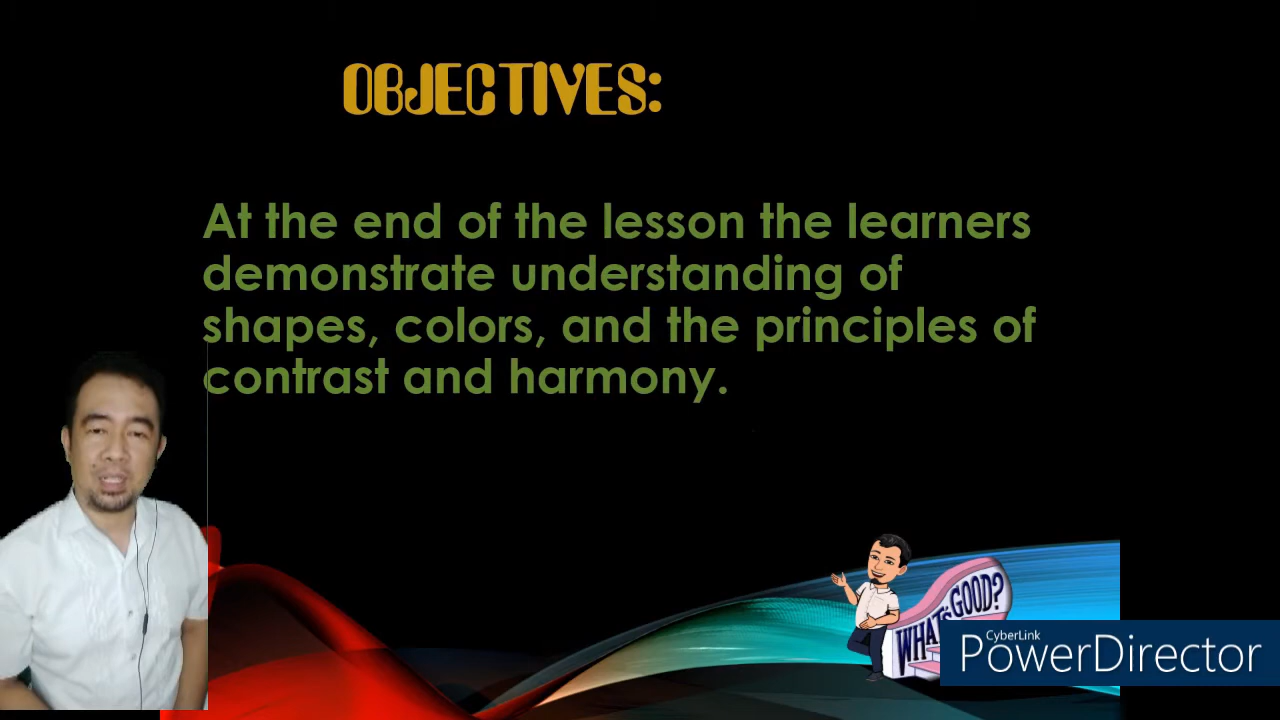 OBJECTIVES:
At the end of the lesson the learners
demonstrate understanding of
shapes, colors, and the principles of
contrast and harmony.
WHAT'S GOOD?
CyberLink
PowerDirector